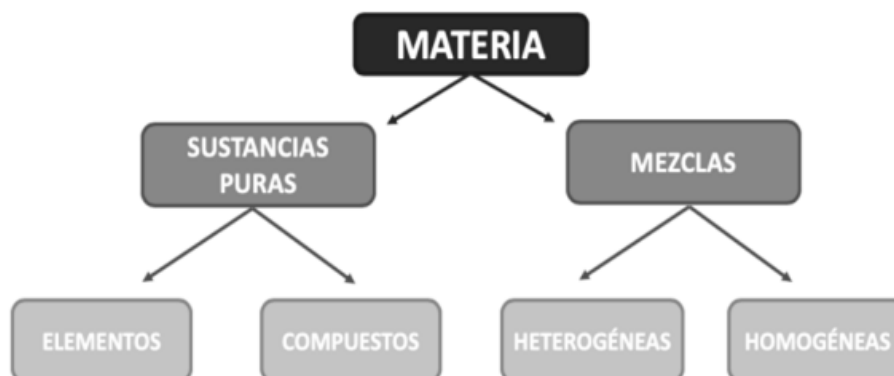 MATERIA
SUSTANCIAS
PURAS
MEZCLAS
ELEMENTOS
COMPUESTOS
HETEROGÉNEAS
HOMOGÉNEAS